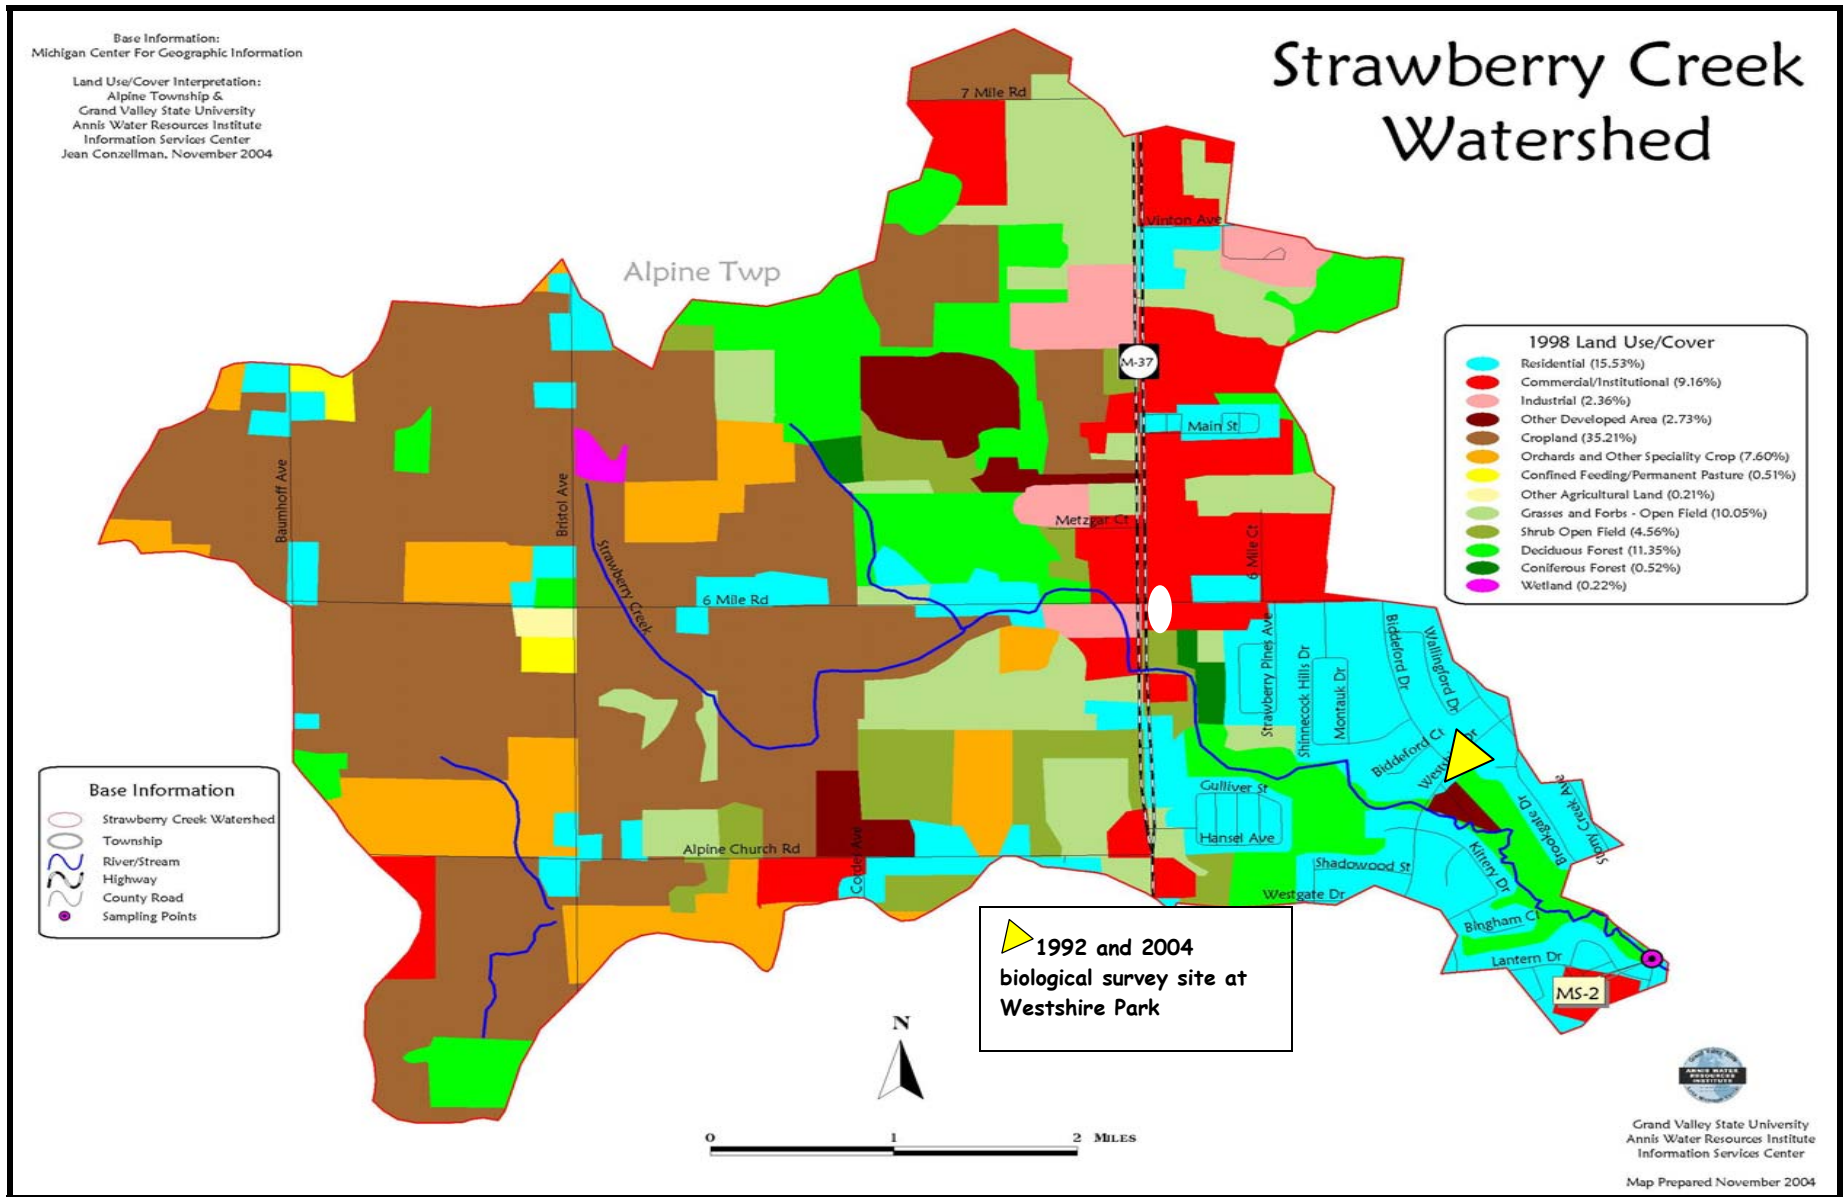 Base Information:
Michigan Center For Geographic Information
Land Use/Cover Interpretation:
Alpine Township &
Grand Valley State University
Annis Water Resources Institute
Information Services Center
Jean Conzellman, November 2004
Strawberry Creek
Watershed
7 Mile Rd
Vinton Ave
Alpine Twp
M-37
Main St
Baumhoff Ave
Bristol Ave
Strawberry Creek
Metzgar Ct
6 Mile Ct
6 Mile Rd
1998 Land Use/Cover
Residential (15.53%)
Commercial/Institutional (9.16%)
Industrial (2.36%)
Other Developed Area (2.73%)
Cropland (35.21%)
Orchards and Other Speciality Crop (7.60%)
Confined Feeding/Permanent Pasture (0.51%)
Other Agricultural Land (0.21%)
Grasses and Forbs - Open Field (10.05%)
Shrub Open Field (4.56%)
Deciduous Forest (11.35%)
Coniferous Forest (0.52%)
Wetland (0.22%)
Strawberry Pines Ave
Shinnecock Hills Dr
Montauk Dr
Biddeford Dr
Wallingford Dr
Biddeford Ct
Gulliver St
Hansel Ave
Brookgate Dr
Stony Creek Ave
Alpine Church Rd
Cordes Ave
Shadowood St
Kittery Dr
Westgate Dr
Bingham Ct
Lantern Dr
MS-2
Base Information
Strawberry Creek Watershed
Township
River/Stream
Highway
County Road
Sampling Points
1992 and 2004
biological survey site at
Westshire Park
N
0 1 2 MILES
ANNIS WATER
RESOURCES
INSTITUTE
Grand Valley State University
Annis Water Resources Institute
Information Services Center
Map Prepared November 2004